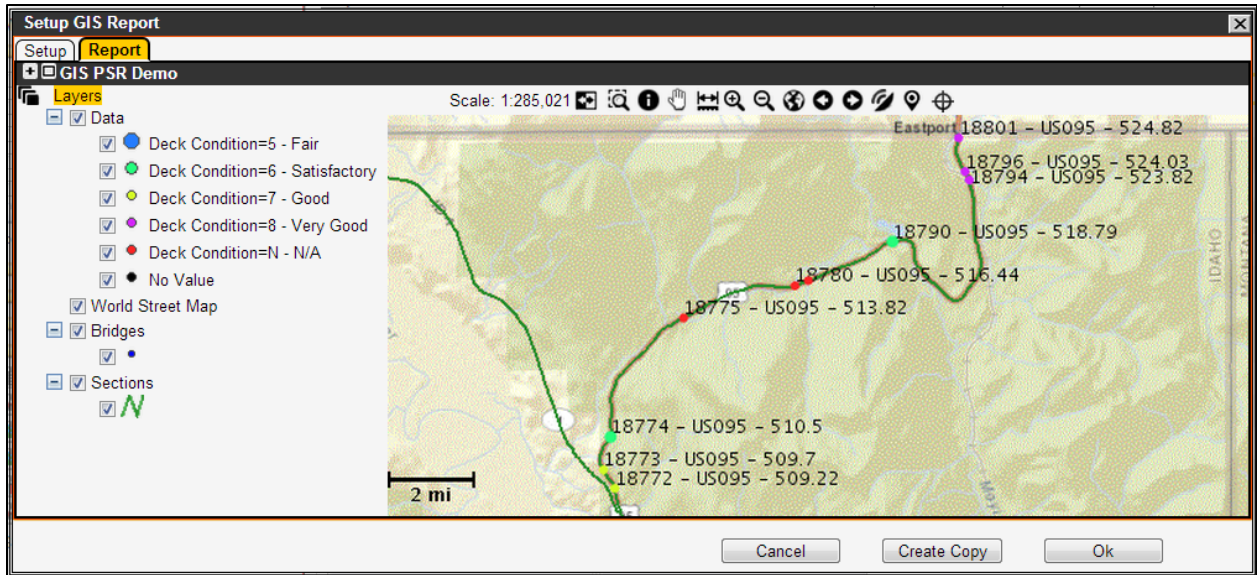 Setup GIS Report
Setup Report
GIS PSR Demo
Layers
Data
Deck Condition=5 - Fair
Deck Condition=6 - Satisfactory
Deck Condition=7 - Good
Deck Condition=8 - Very Good
Deck Condition=N - N/A
No Value
World Street Map
Bridges
Sections
Scale: 1:285,021
Eastport 18801 - US095 - 524.82
18796 - US095 - 524.03
18794 - US095 - 523.82
18790 - US095 - 518.79
18780 - US095 - 516.44
95
18775 - US095 - 513.82
IDAHO
MONTANA
1
18774 - US095 - 510.5
18773 - US095 - 509.7
18772 - US095 - 509.22
2 mi
95
Cancel Create Copy Ok